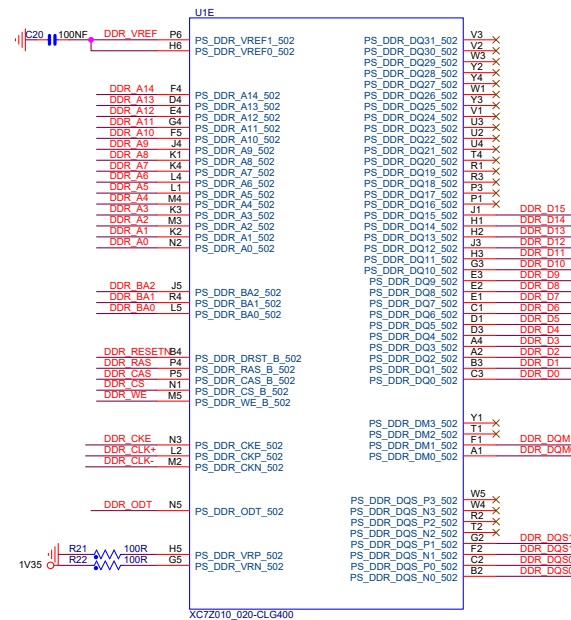 U1E
C20 100NF DDR_VREF P6 PS_DDR_VREF1_502
H6 PS_DDR_VREF0_502
DDR_A14 F4 PS_DDR_A14_502
DDR_A13 D4 PS_DDR_A13_502
DDR_A12 E4 PS_DDR_A12_502
DDR_A11 G4 PS_DDR_A11_502
DDR_A10 F5 PS_DDR_A10_502
DDR_A9 J4 PS_DDR_A9_502
DDR_A8 K1 PS_DDR_A8_502
DDR_A7 K4 PS_DDR_A7_502
DDR_A6 L4 PS_DDR_A6_502
DDR_A5 L1 PS_DDR_A5_502
DDR_A4 M4 PS_DDR_A4_502
DDR_A3 K3 PS_DDR_A3_502
DDR_A2 M3 PS_DDR_A2_502
DDR_A1 K2 PS_DDR_A1_502
DDR_A0 N2 PS_DDR_A0_502
DDR_BA2 J5 PS_DDR_BA2_502
DDR_BA1 R4 PS_DDR_BA1_502
DDR_BA0 L5 PS_DDR_BA0_502
DDR_RESETN B4 PS_DDR_DRST_B_502
DDR_RAS P4 PS_DDR_RAS_B_502
DDR_CAS P5 PS_DDR_CAS_B_502
DDR_CS N1 PS_DDR_CS_B_502
DDR_WE M5 PS_DDR_WE_B_502
DDR_CKE N3 PS_DDR_CKE_502
DDR_CLK+ L2 PS_DDR_CKP_502
DDR_CLK- M2 PS_DDR_CKN_502
DDR_ODT N5 PS_DDR_ODT_502
R21 100R H5 PS_DDR_VRP_502
1V35 R22 100R G5 PS_DDR_VRN_502
PS_DDR_DQ31_502 V3
PS_DDR_DQ30_502 V2
PS_DDR_DQ29_502 W3
PS_DDR_DQ28_502 Y2
PS_DDR_DQ27_502 Y4
PS_DDR_DQ26_502 W1
PS_DDR_DQ25_502 Y3
PS_DDR_DQ24_502 V1
PS_DDR_DQ23_502 U3
PS_DDR_DQ22_502 U2
PS_DDR_DQ21_502 U4
PS_DDR_DQ20_502 T4
PS_DDR_DQ19_502 R1
PS_DDR_DQ18_502 R3
PS_DDR_DQ17_502 P3
PS_DDR_DQ16_502 P1
PS_DDR_DQ15_502 J1 DDR_D15
PS_DDR_DQ14_502 H1 DDR_D14
PS_DDR_DQ13_502 H2 DDR_D13
PS_DDR_DQ12_502 J3 DDR_D12
PS_DDR_DQ11_502 H3 DDR_D11
PS_DDR_DQ10_502 G3 DDR_D10
PS_DDR_DQ9_502 E3 DDR_D9
PS_DDR_DQ8_502 E2 DDR_D8
PS_DDR_DQ7_502 E1 DDR_D7
PS_DDR_DQ6_502 C1 DDR_D6
PS_DDR_DQ5_502 D1 DDR_D5
PS_DDR_DQ4_502 D3 DDR_D4
PS_DDR_DQ3_502 A4 DDR_D3
PS_DDR_DQ2_502 A2 DDR_D2
PS_DDR_DQ1_502 B3 DDR_D1
PS_DDR_DQ0_502 C3 DDR_D0
PS_DDR_DM3_502 Y1
PS_DDR_DM2_502 T1
PS_DDR_DM1_502 F1 DDR_DQM
PS_DDR_DM0_502 A1 DDR_DQM
PS_DDR_DQS_P3_502 W5
PS_DDR_DQS_N3_502 W4
PS_DDR_DQS_P2_502 R2
PS_DDR_DQS_N2_502 T2
PS_DDR_DQS_P1_502 G2 DDR_DQS1
PS_DDR_DQS_N1_502 F2 DDR_DQS1
PS_DDR_DQS_P0_502 C2 DDR_DQS0
PS_DDR_DQS_N0_502 B2 DDR_DQS0
XC7Z010_020-CLG400